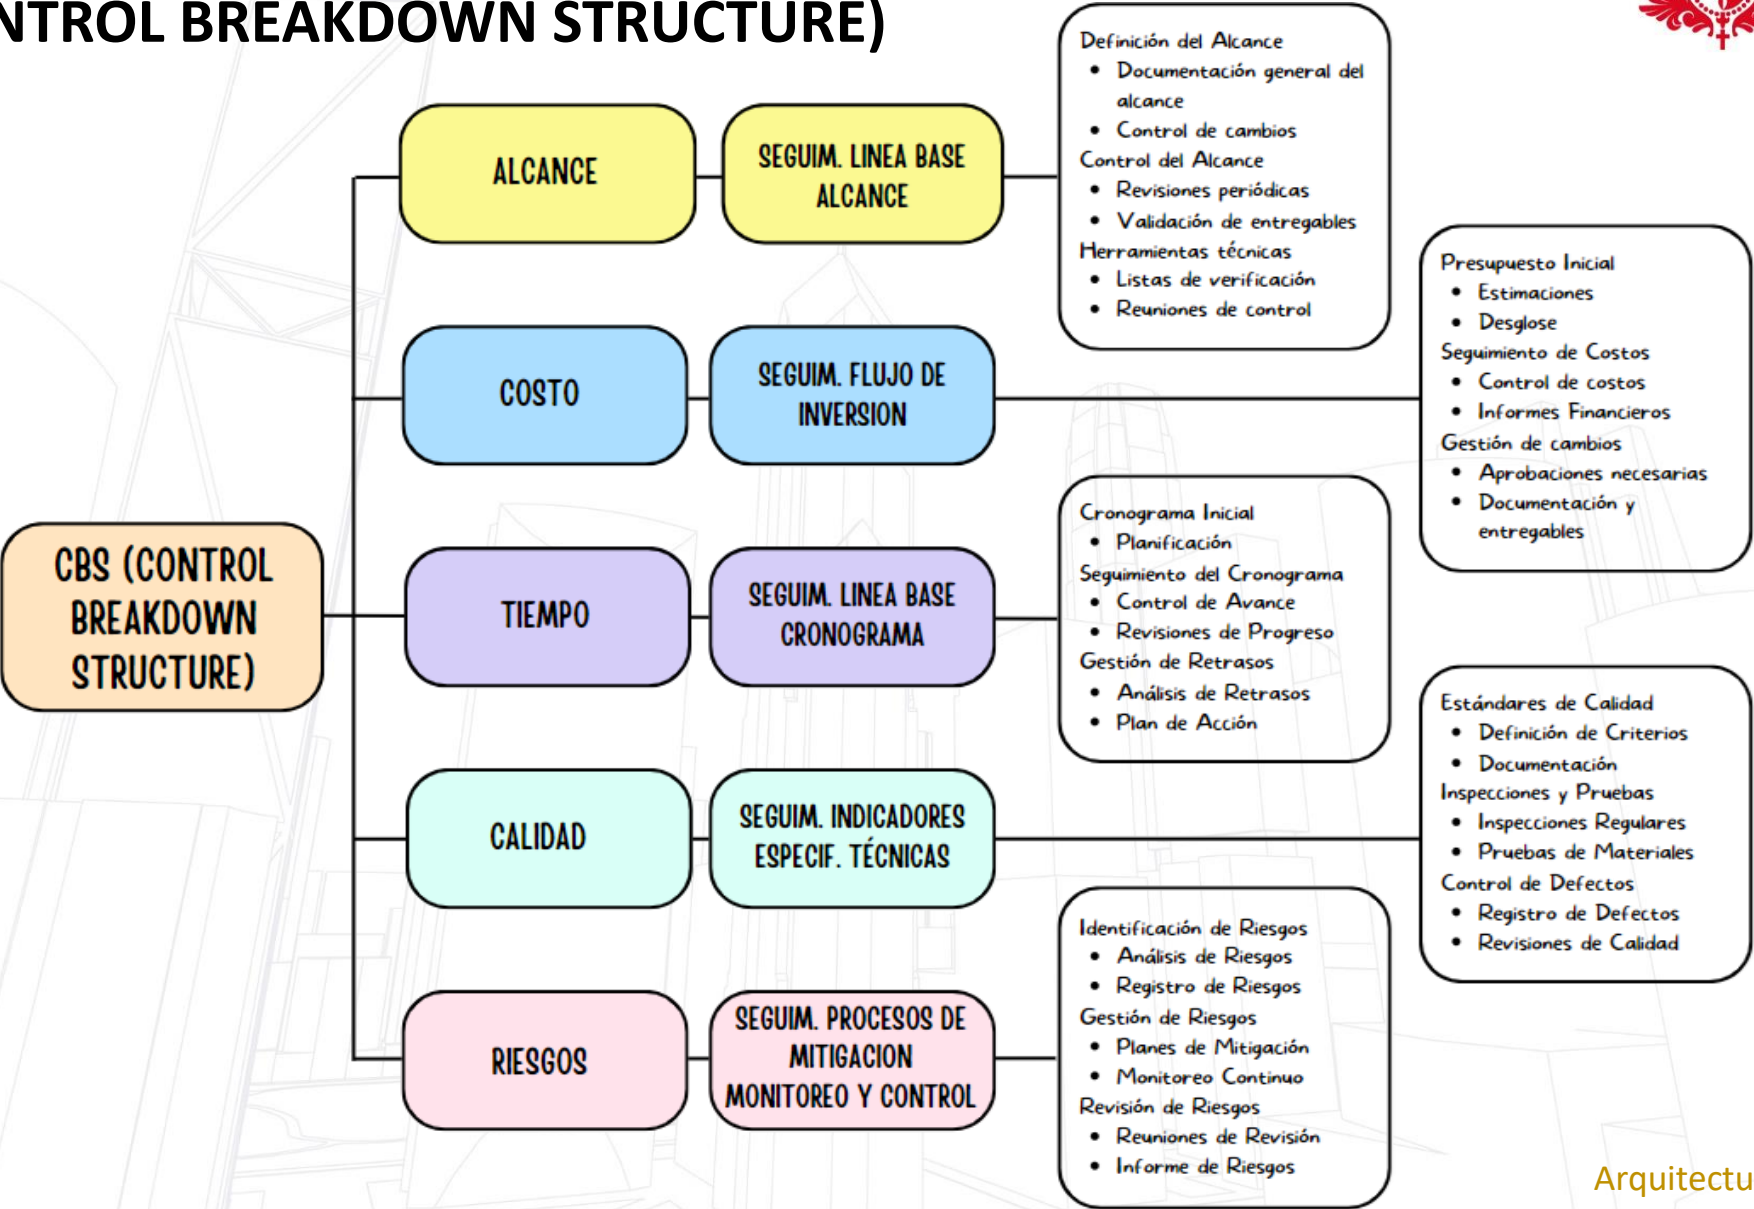 NTROL BREAKDOWN STRUCTURE)
CBS (CONTROL
BREAKDOWN
STRUCTURE)
ALCANCE
SEGUIM. LINEA BASE
ALCANCE
Definición del Alcance
• Documentación general del
alcance
• Control de cambios
Control del Alcance
• Revisiones periódicas
• Validación de entregables
Herramientas técnicas
• Listas de verificación
• Reuniones de control
COSTO
SEGUIM. FLUJO DE
INVERSION
Presupuesto Inicial
• Estimaciones
• Desglose
Seguimiento de Costos
• Control de costos
• Informes Financieros
Gestión de cambios
• Aprobaciones necesarias
• Documentación y
entregables
TIEMPO
SEGUIM. LINEA BASE
CRONOGRAMA
Cronograma Inicial
• Planificación
Seguimiento del Cronograma
• Control de Avance
• Revisiones de Progreso
Gestión de Retrasos
• Análisis de Retrasos
• Plan de Acción
CALIDAD
SEGUIM. INDICADORES
ESPECIF. TÉCNICAS
Estándares de Calidad
• Definición de Criterios
• Documentación
Inspecciones y Pruebas
• Inspecciones Regulares
• Pruebas de Materiales
Control de Defectos
• Registro de Defectos
• Revisiones de Calidad
RIESGOS
SEGUIM. PROCESOS DE
MITIGACION
MONITOREO Y CONTROL
Identificación de Riesgos
• Análisis de Riesgos
• Registro de Riesgos
Gestión de Riesgos
• Planes de Mitigación
• Monitoreo Continuo
Revisión de Riesgos
• Reuniones de Revisión
• Informe de Riesgos
Arquitectu